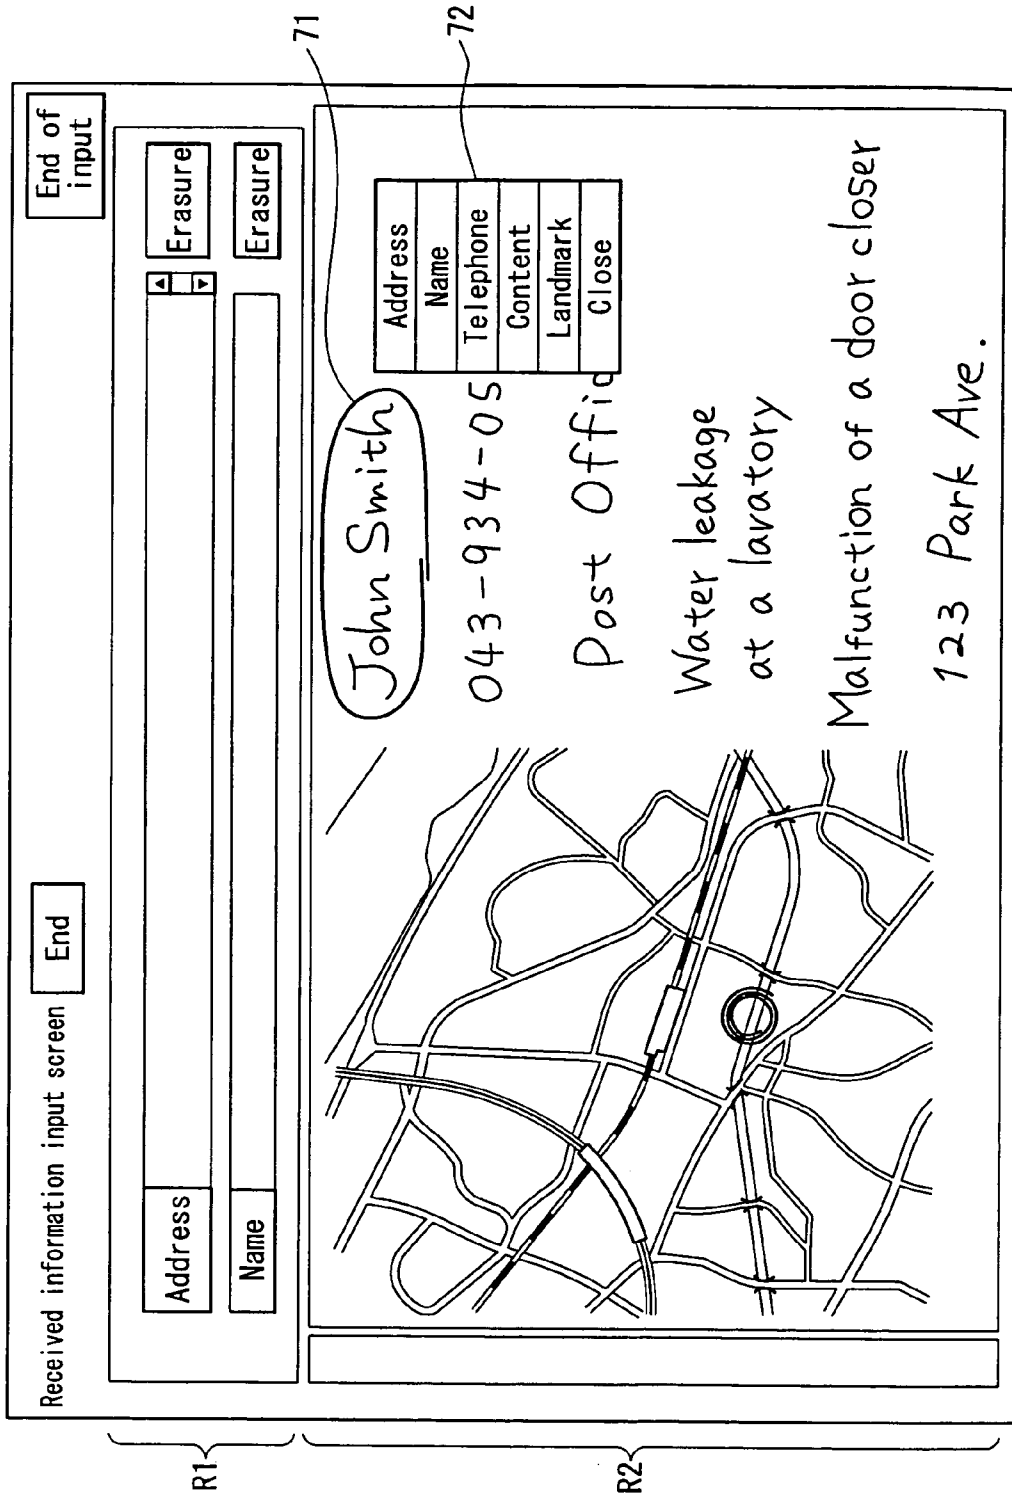 Received information input screen
End
End of
input
Address
Erasure
Name
Erasure
John Smith
Address
Name
Telephone
Content
Landmark
Close
043-934-05
Post Offic
Water leakage
at a lavatory
Malfunction of a door closer
123 Park Ave.
R1
R2
71
72